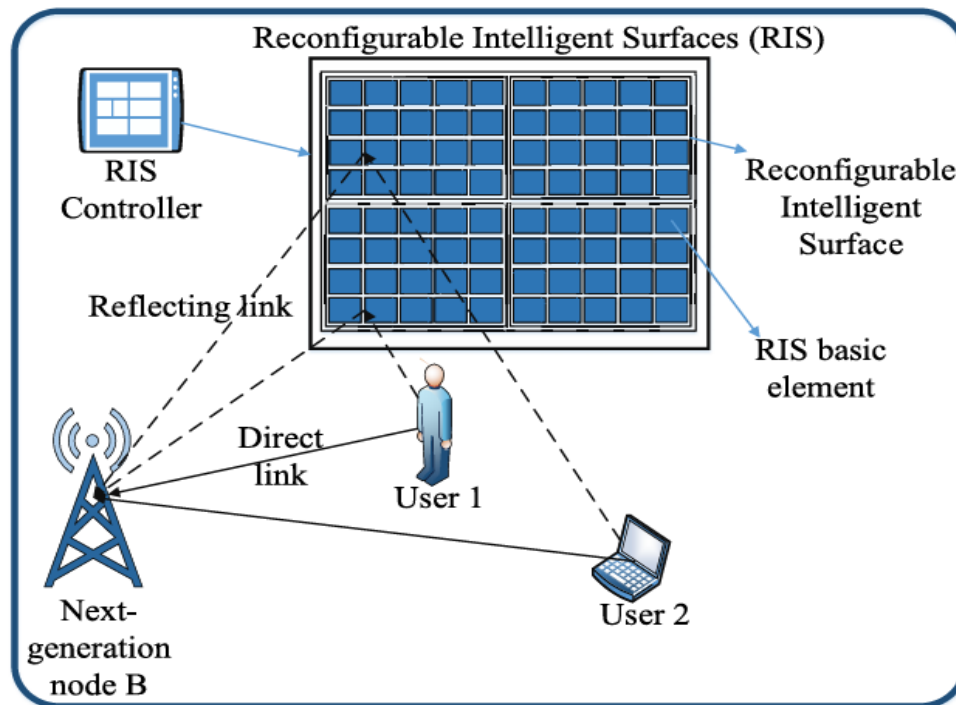 Reconfigurable Intelligent Surfaces (RIS)
RIS
Controller
Reconfigurable
Intelligent
Surface
Reflecting link
RIS basic
element
Direct
link
User 1
User 2
Next-
generation
node B